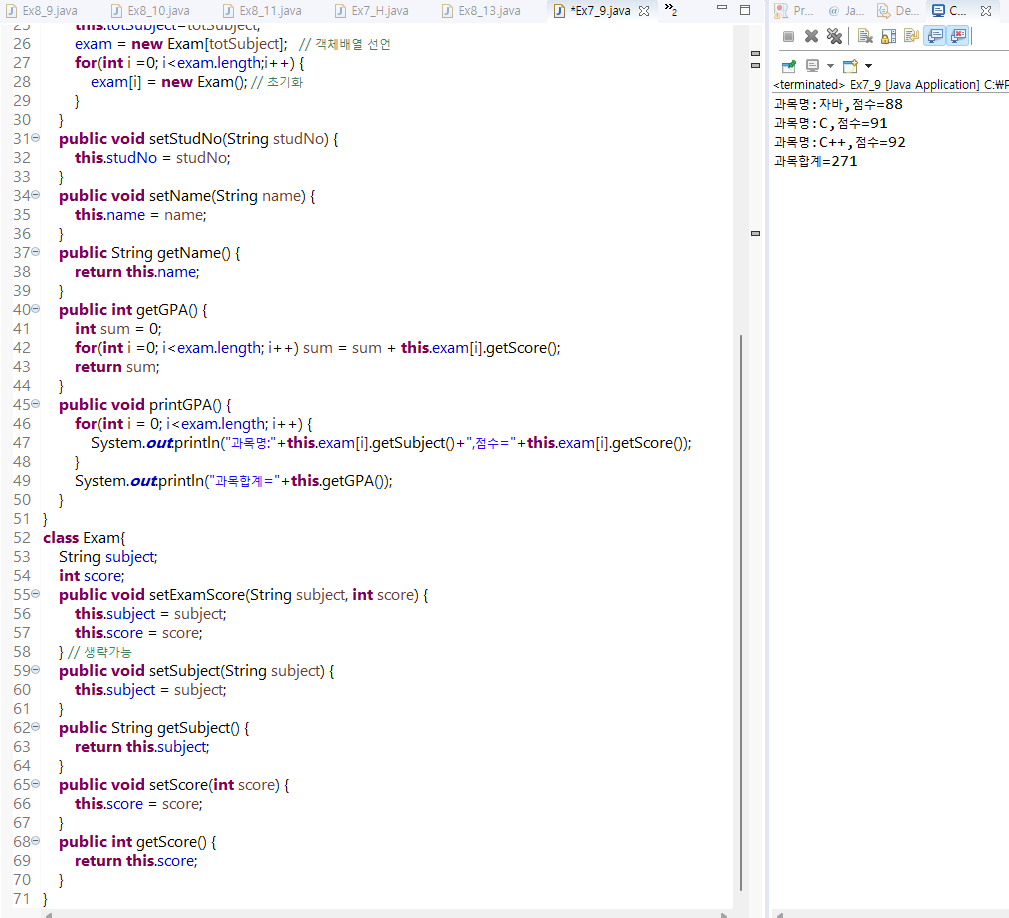 Ex8_9.java Ex8_10.java Ex8_11.java Ex7_H.java Ex8_13.java *Ex7_9.java »2
Pr... Ja... De... C...
<terminated> Ex7_9 [Java Application] C:￦P
과목명:자바,점수=88
과목명:C,점수=91
과목명:C++,점수=92
과목합계=271
25 this.totSubject=totSubject;
26 exam = new Exam[totSubject]; // 객체배열 선언
27 for(int i =0; i<exam.length;i++) {
28 exam[i] = new Exam(); // 초기화
29 }
30 }
31 public void setStudNo(String studNo) {
32 this.studNo = studNo;
33 }
34 public void setName(String name) {
35 this.name = name;
36 }
37 public String getName() {
38 return this.name;
39 }
40 public int getGPA() {
41 int sum = 0;
42 for(int i =0; i<exam.length; i++) sum = sum + this.exam[i].getScore();
43 return sum;
44 }
45 public void printGPA() {
46 for(int i = 0; i<exam.length; i++) {
47 System.out.println("과목명:"+this.exam[i].getSubject()+",점수="+this.exam[i].getScore());
48 }
49 System.out.println("과목합계="+this.getGPA());
50 }
51 }
52 class Exam{
53 String subject;
54 int score;
55 public void setExamScore(String subject, int score) {
56 this.subject = subject;
57 this.score = score;
58 } // 생략가능
59 public void setSubject(String subject) {
60 this.subject = subject;
61 }
62 public String getSubject() {
63 return this.subject;
64 }
65 public void setScore(int score) {
66 this.score = score;
67 }
68 public int getScore() {
69 return this.score;
70 }
71 }